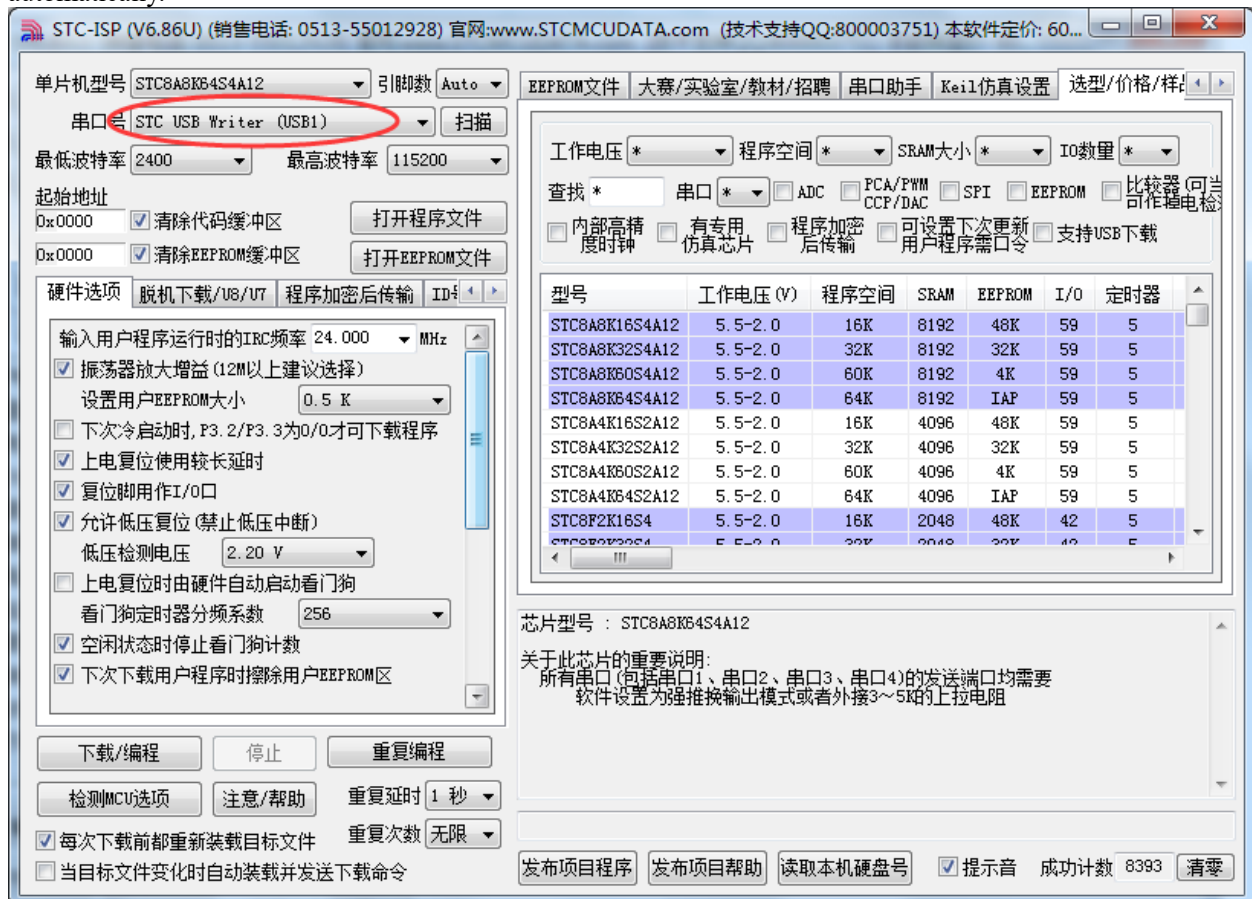 automatically.
STC-ISP (V6.86U) (销售电话: 0513-55012928) 官网:www.STCMCUDATA.com (技术支持QQ:800003751) 本软件定价: 60...
单片机型号 STC8A8K64S4A12 引脚数 Auto
串口号 STC USB Writer (USB1) 扫描
最低波特率 2400 最高波特率 115200
起始地址
0x0000 清除代码缓冲区 打开程序文件
0x0000 清除EEPROM缓冲区 打开EEPROM文件
硬件选项 脱机下载/U8/U7 程序加密后传输
输入用户程序运行时的IRC频率 24.000 MHz
振荡器放大增益(12M以上建议选择)
设置用户EEPROM大小 0.5 K
下次冷启动时,P3.2/P3.3为0/0才可下载程序
上电复位使用较长延时
复位脚用作I/O口
允许低压复位(禁止低压中断)
低压检测电压 2.20 V
上电复位时由硬件自动启动看门狗
看门狗定时器分频系数 256
空闲状态时停止看门狗计数
下次下载用户程序时擦除用户EEPROM区
下载/编程 停止 重复编程
检测MCU选项 注意/帮助 重复延时 1 秒
每次下载前都重新装载目标文件 重复次数 无限
当目标文件变化时自动装载并发送下载命令
EEPROM文件 大赛/实验室/教材/招聘 串口助手 Keil仿真设置 选型/价格/样
工作电压 * 程序空间 * SRAM大小 * IO数量 *
查找 * 串口 * ADC PCA/PWM CCP/DAC SPI EEPROM 比较器(可当 可作掉电检
内部高精度时钟 有专用仿真芯片 程序加密后传输 可设置下次更新用户程序需口令 支持USB下载
型号 工作电压(V) 程序空间 SRAM EEPROM I/O 定时器
STC8A8K16S4A12 5.5-2.0 16K 8192 48K 59 5
STC8A8K32S4A12 5.5-2.0 32K 8192 32K 59 5
STC8A8K60S4A12 5.5-2.0 60K 8192 4K 59 5
STC8A8K64S4A12 5.5-2.0 64K 8192 IAP 59 5
STC8A4K16S2A12 5.5-2.0 16K 4096 48K 59 5
STC8A4K32S2A12 5.5-2.0 32K 4096 32K 59 5
STC8A4K60S2A12 5.5-2.0 60K 4096 4K 59 5
STC8A4K64S2A12 5.5-2.0 64K 4096 IAP 59 5
STC8F2K16S4 5.5-2.0 16K 2048 48K 42 5
STC8F2K32S4 5.5-2.0 32K 2048 32K 42 5
芯片型号 : STC8A8K64S4A12
关于此芯片的重要说明:
所有串口(包括串口1、串口2、串口3、串口4)的发送端口均需要
软件设置为强推挽输出模式或者外接3~5K的上拉电阻
发布项目程序 发布项目帮助 读取本机硬盘号 提示音 成功计数 8393 清零